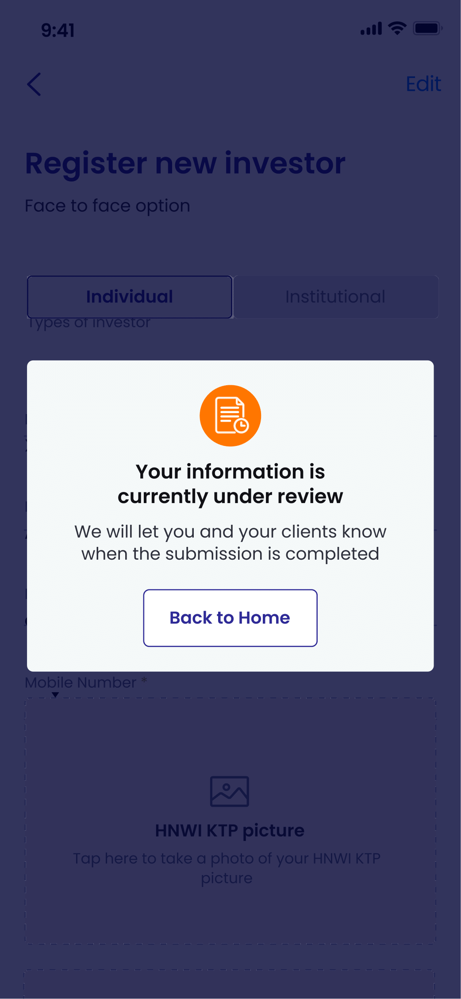 9:41
Edit
Register new investor
Face to face option
Individual
Institutional
Types of investor
Your information is
currently under review
We will let you and your clients know
when the submission is completed
Back to Home
Mobile Number *
HNWI KTP picture
Tap here to take a photo of your HNWI KTP
picture